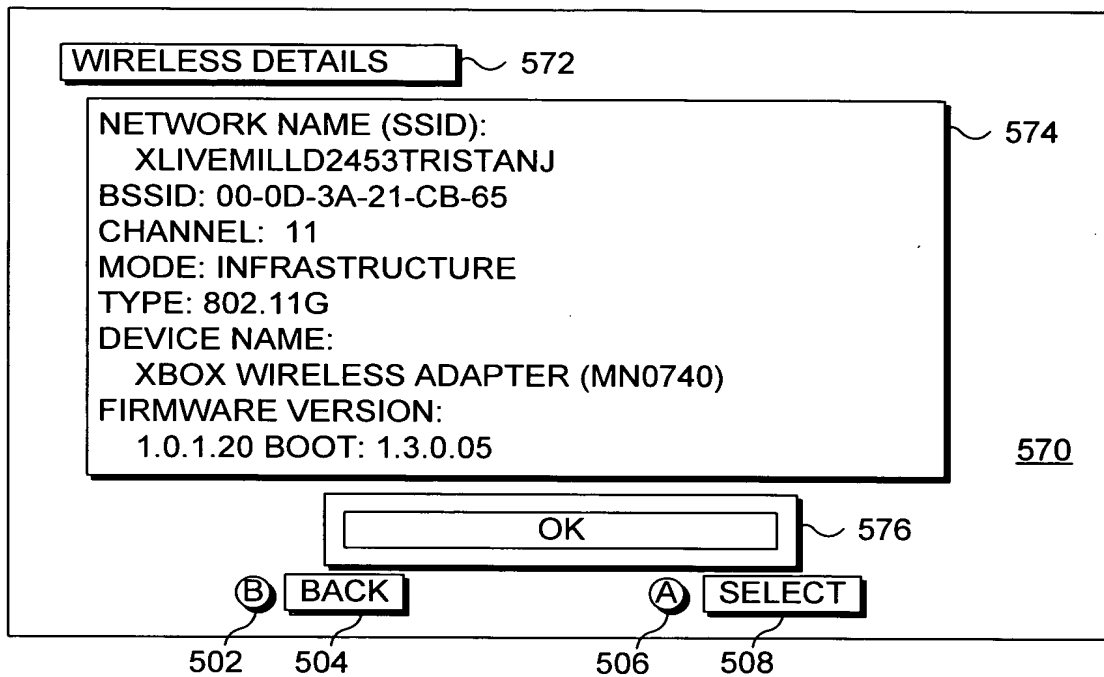 WIRELESS DETAILS 572
NETWORK NAME (SSID): 574
XLIVEMILLD2453TRISTANJ
BSSID: 00-0D-3A-21-CB-65
CHANNEL: 11
MODE: INFRASTRUCTURE
TYPE: 802.11G
DEVICE NAME:
XBOX WIRELESS ADAPTER (MN0740)
FIRMWARE VERSION:
1.0.1.20 BOOT: 1.3.0.05
570
OK 576
B BACK A SELECT
502 504 506 508